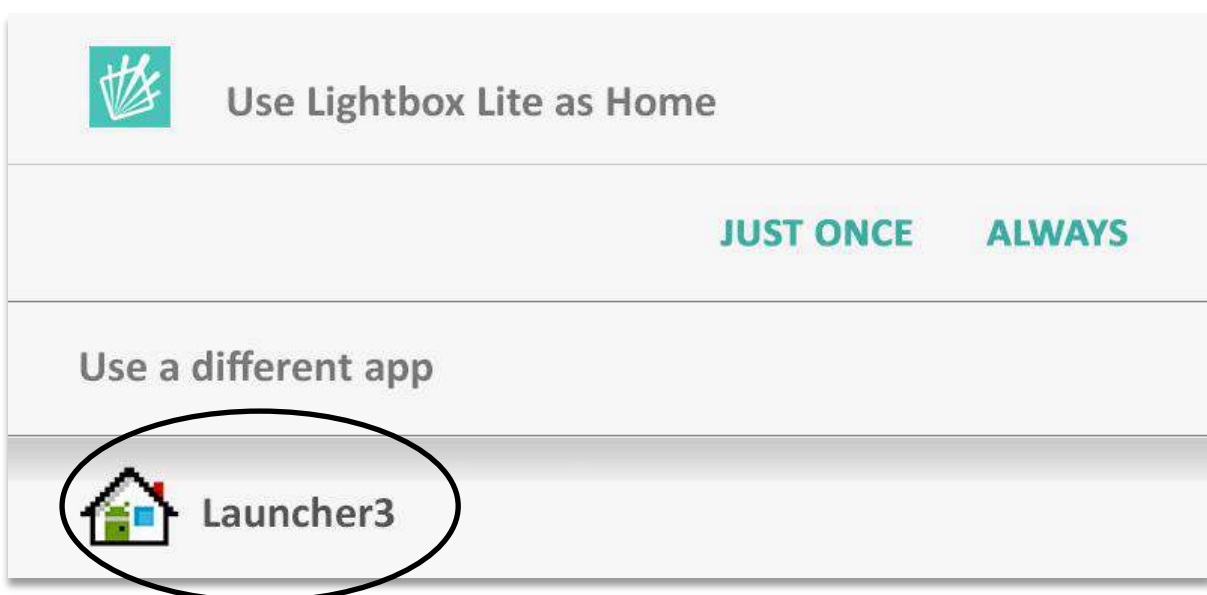 Use Lightbox Lite as Home
JUST ONCE ALWAYS
Use a different app
Launcher3